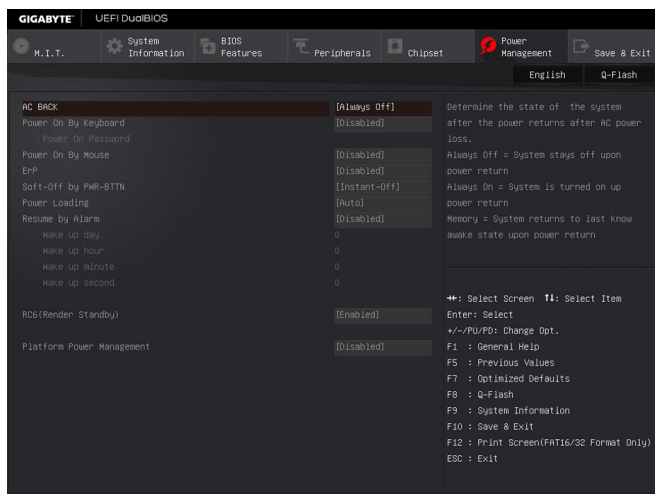 GIGABYTE™ UEFI DualBIOS
M.I.T. System Information BIOS Features Peripherals Chipset Power Management Save & Exit
English Q-Flash
AC BACK [Always Off]
Power On By Keyboard [Disabled]
Power On Password
Power On By Mouse [Disabled]
ErP [Disabled]
Soft-Off by PWR-BTTN [Instant-Off]
Power Loading [Auto]
Resume by Alarm [Disabled]
Wake up day 0
Wake up hour 0
Wake up minute 0
Wake up second 0
RC6(Render Standby) [Enabled]
Platform Power Management [Disabled]
Determine the state of the system
after the power returns after AC power
loss.
Always Off = System stays off upon
power return
Always On = System is turned on up
power return
Memory = System returns to last know
awake state upon power return
→←: Select Screen ↑↓: Select Item
Enter: Select
+/-/PU/PD: Change Opt.
F1 : General Help
F5 : Previous Values
F7 : Optimized Defaults
F8 : Q-Flash
F9 : System Information
F10 : Save & Exit
F12 : Print Screen(FAT16/32 Format Only)
ESC : Exit